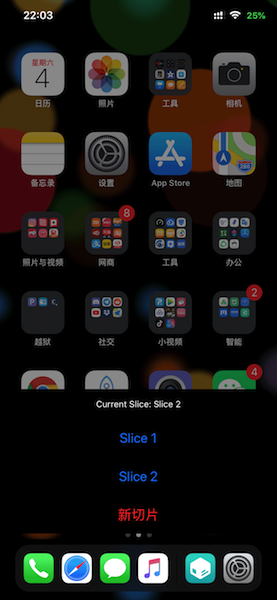 22:03
25%
星期六
4
日历
照片
工具
相机
280
备忘录
设置
App Store
地图
8
照片与视频
网商
工具
办公
2
越狱
社交
小视频
智能
4
Current Slice: Slice 2
Slice 1
Slice 2
新切片